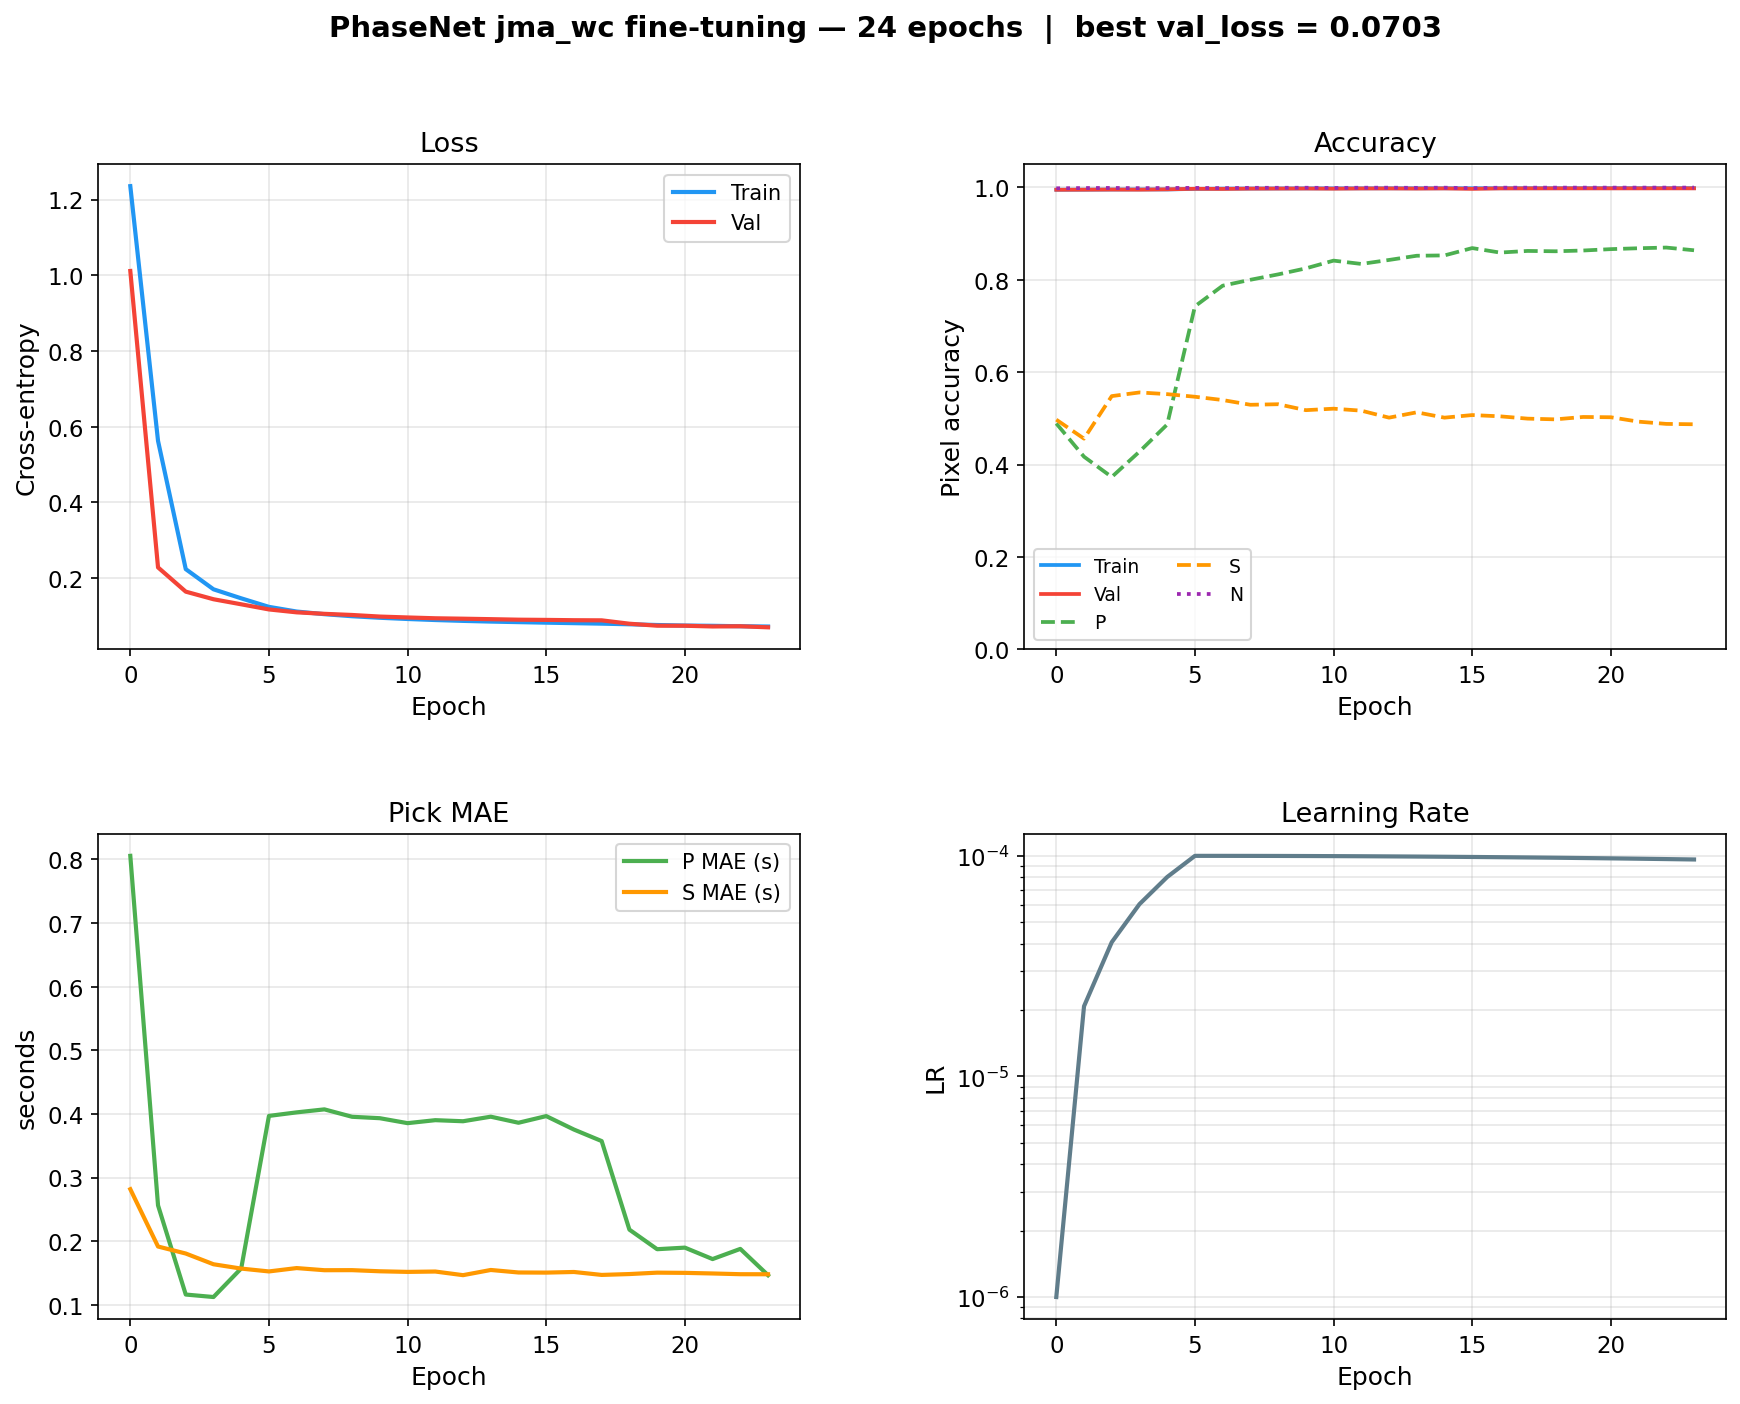 PhaseNet jma_wc fine-tuning — 24 epochs | best val_loss = 0.0703
Loss
Cross-entropy
1.2
1.0
0.8
0.6
0.4
0.2
Train
Val
0 5 10 15 20
Epoch
Accuracy
Pixel accuracy
1.0
0.8
0.6
0.4
0.2
0.0
Train S
Val N
P
0 5 10 15 20
Epoch
Pick MAE
seconds
0.8
0.7
0.6
0.5
0.4
0.3
0.2
0.1
P MAE (s)
S MAE (s)
0 5 10 15 20
Epoch
Learning Rate
LR
10⁻⁴
10⁻⁵
10⁻⁶
0 5 10 15 20
Epoch